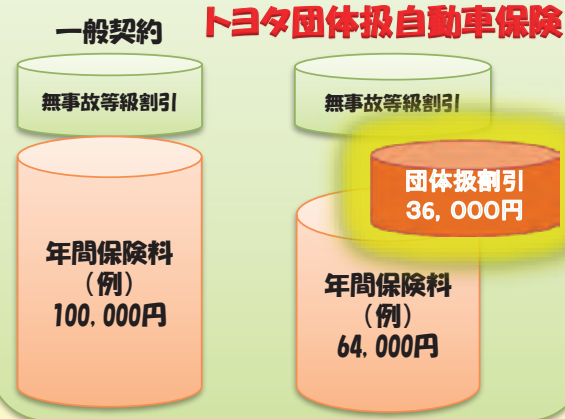 一般契約
トヨタ団体扱自動車保険
無事故等級割引
無事故等級割引
団体扱割引
36,000円
年間保険料
(例)
100,000円
年間保険料
(例)
64,000円